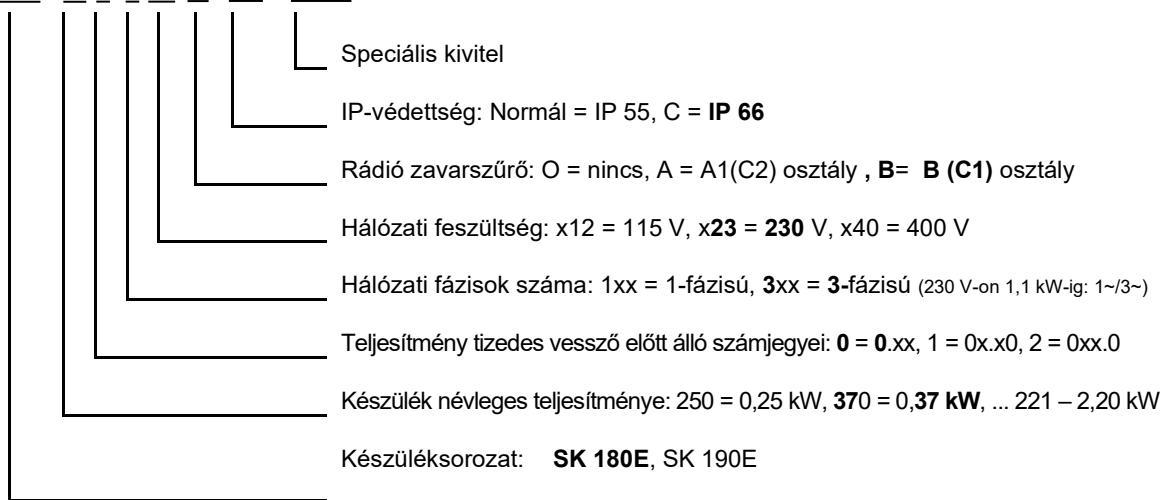 Speciális kivitel
IP-védettség: Normál = IP 55, C = IP 66
Rádió zavarszűrő: O = nincs, A = A1(C2) osztály , B= B (C1) osztály
Hálózati feszültség: x12 = 115 V, x23 = 230 V, x40 = 400 V
Hálózati fázisok száma: 1xx = 1-fázisú, 3xx = 3-fázisú (230 V-on 1,1 kW-ig: 1~/3~)
Teljesítmény tizedes vessző előtt álló számjegyei: 0 = 0.xx, 1 = 0x.x0, 2 = 0xx.0
Készülék névleges teljesítménye: 250 = 0,25 kW, 370 = 0,37 kW, ... 221 – 2,20 kW
Készüléksorozat: SK 180E, SK 190E